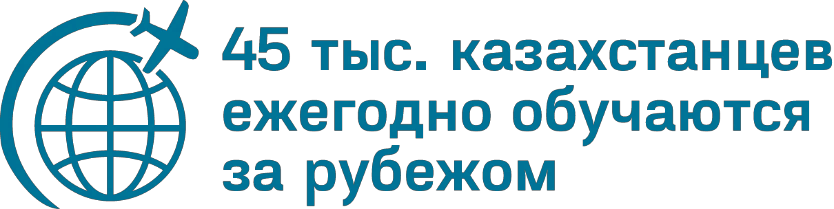 45 тыс. казахстанцев
ежегодно обучаются
за рубежом